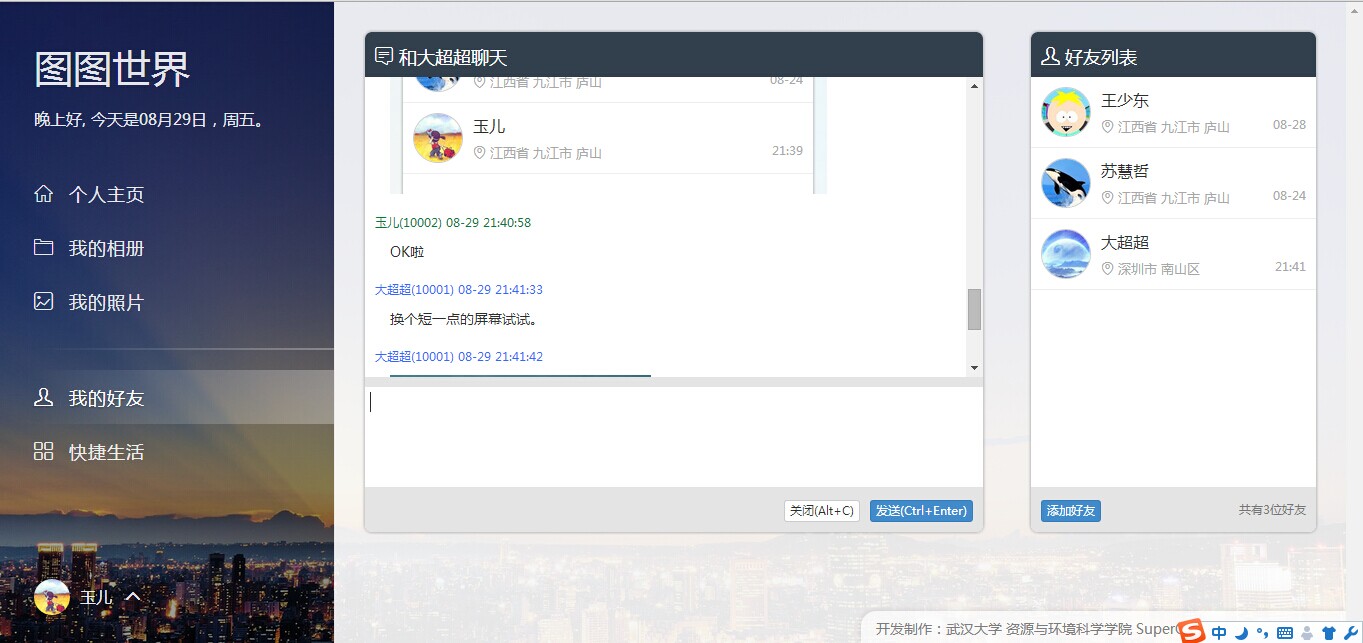 图图世界
晚上好, 今天是08月29日，周五。
个人主页
我的相册
我的照片
我的好友
快捷生活
玉儿
和大超超聊天
江西省 九江市 庐山
08-24
玉儿
江西省 九江市 庐山
21:39
玉儿(10002) 08-29 21:40:58
OK啦
大超超(10001) 08-29 21:41:33
换个短一点的屏幕试试。
大超超(10001) 08-29 21:41:42
关闭(Alt+C)
发送(Ctrl+Enter)
好友列表
王少东
江西省 九江市 庐山
08-28
苏慧哲
江西省 九江市 庐山
08-24
大超超
深圳市 南山区
21:41
添加好友
共有3位好友
开发制作：武汉大学 资源与环境科学学院 Super
中